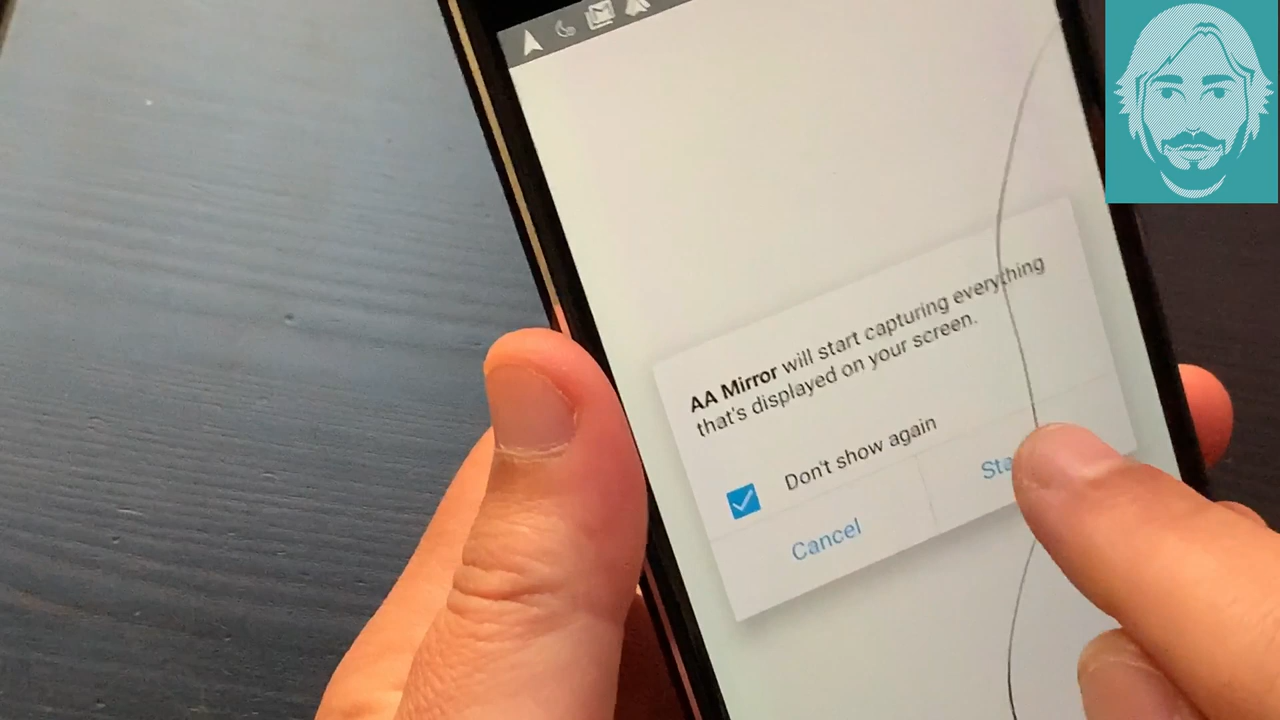 AA Mirror will start capturing everything
that's displayed on your screen.
Don't show again
Cancel